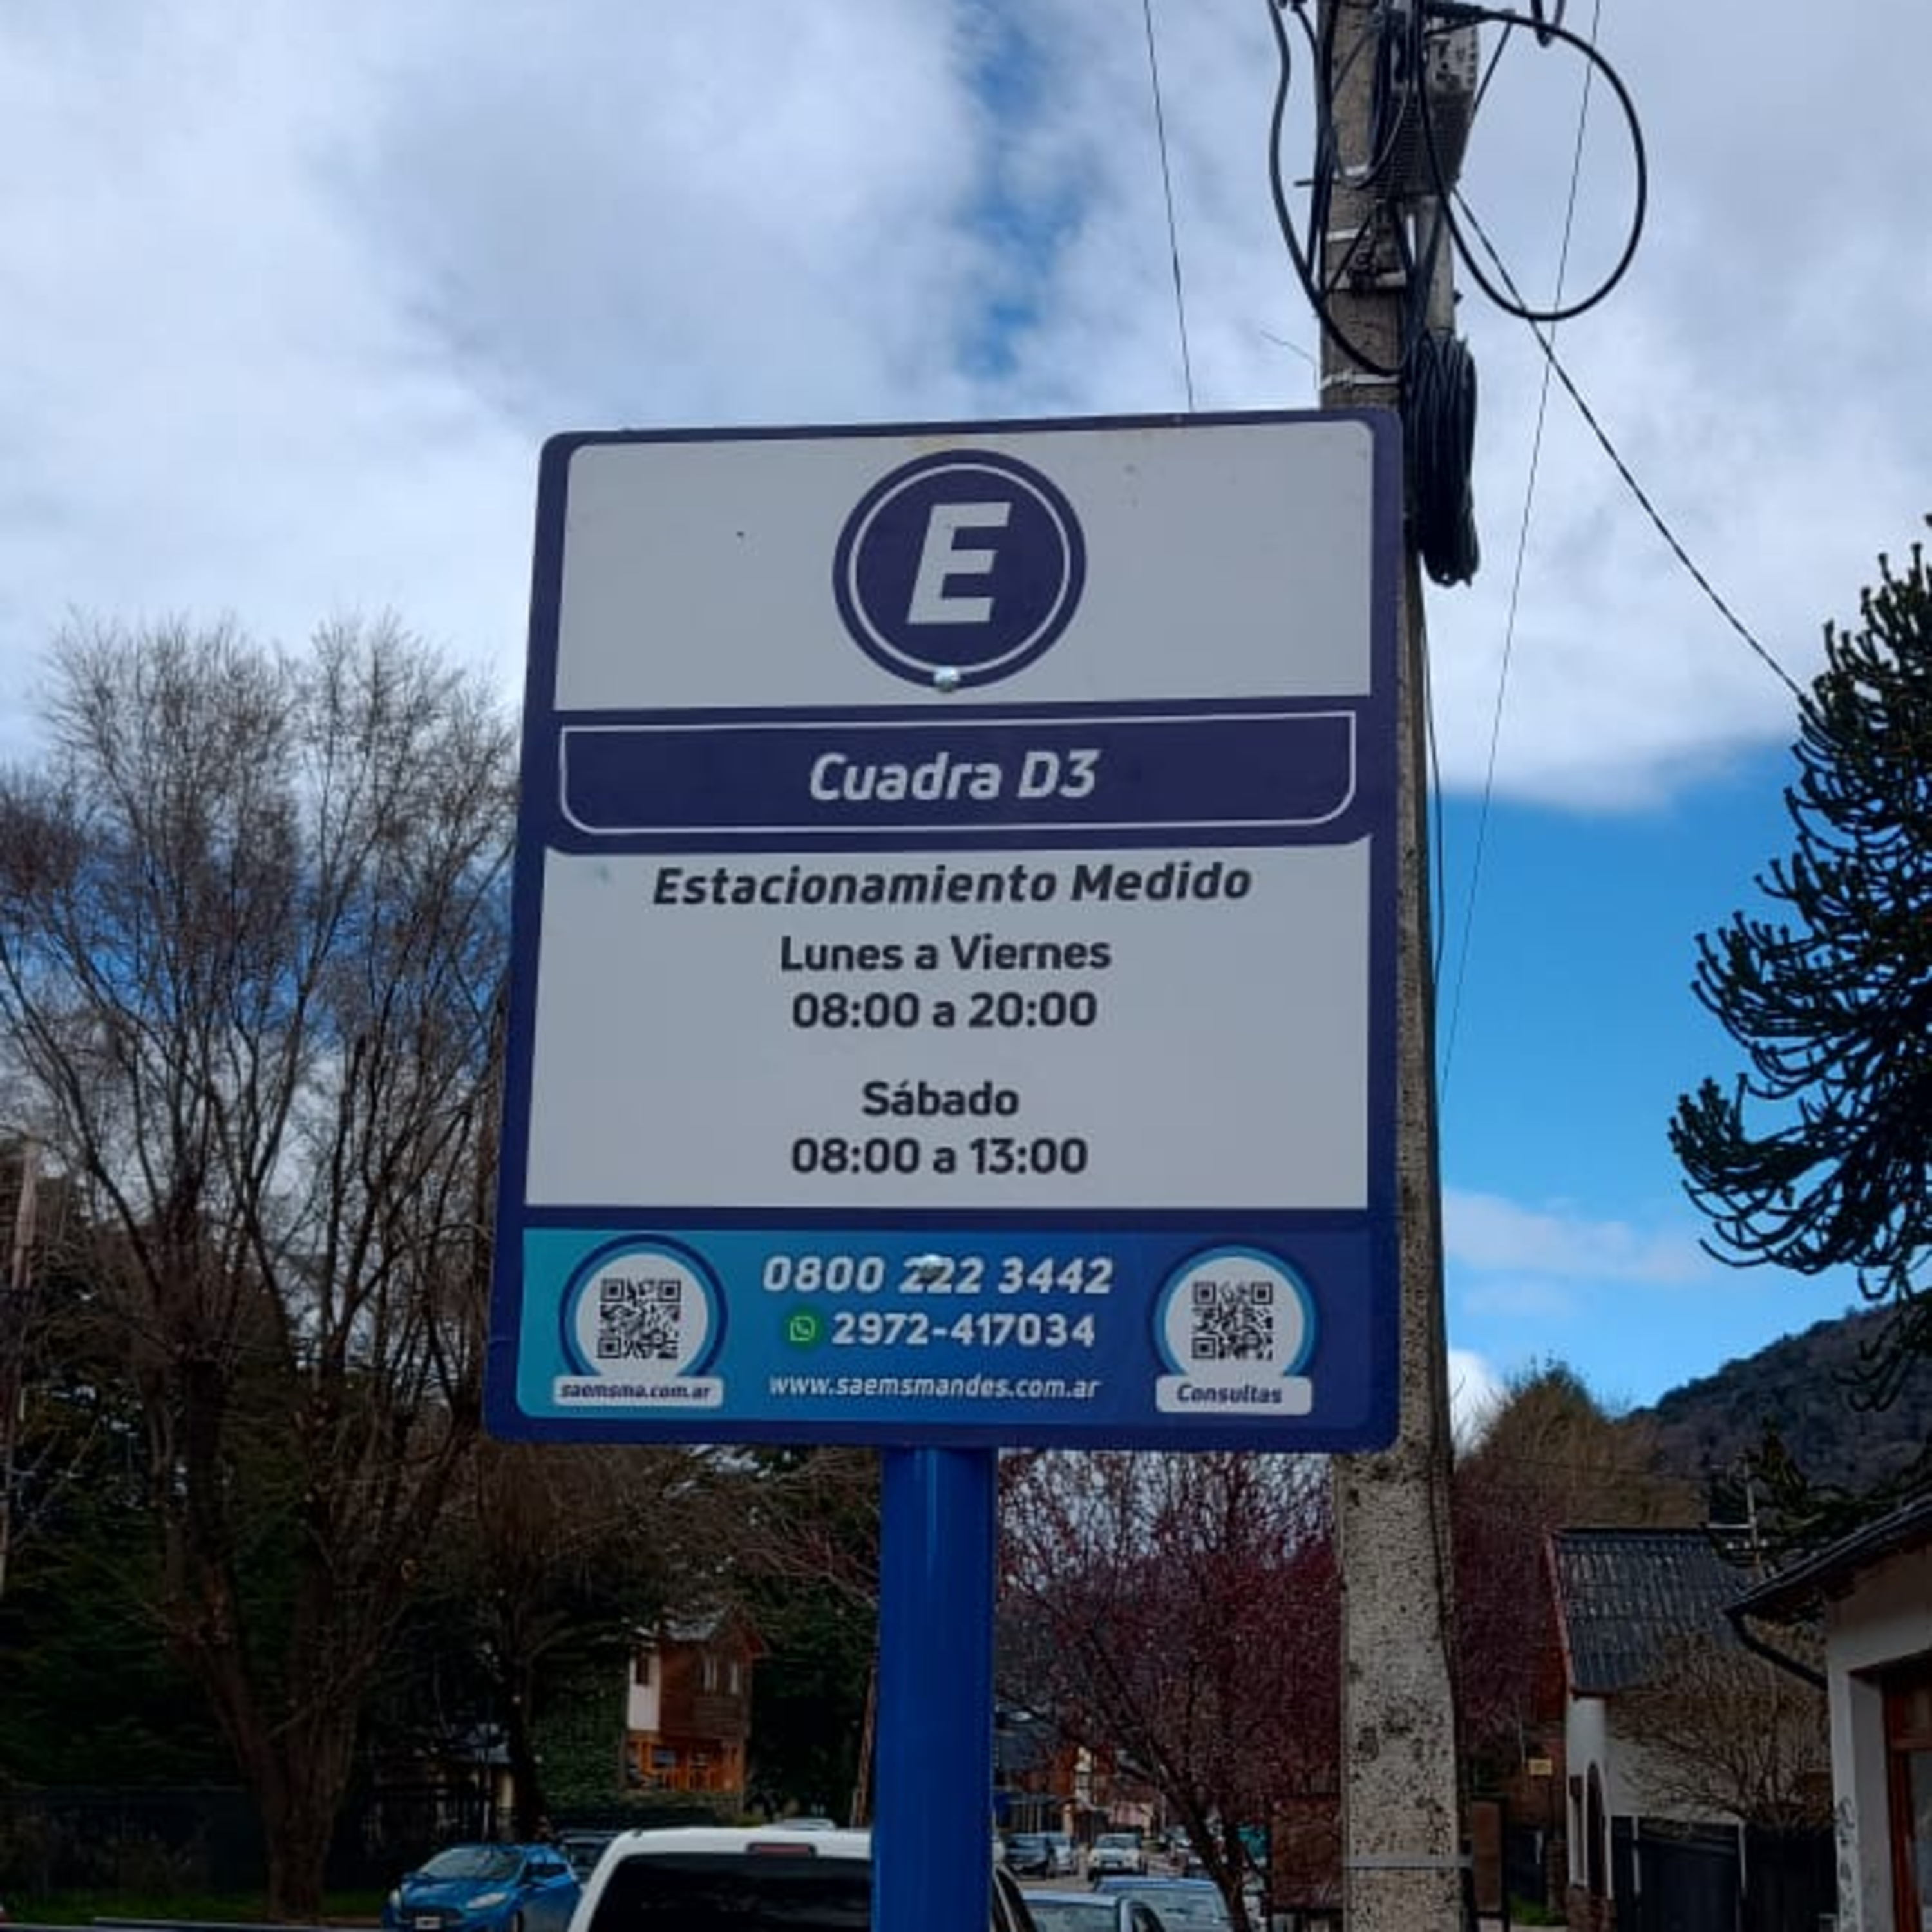 E
Cuadra D3
Estacionamiento Medido
Lunes a Viernes
08:00 a 20:00
Sábado
08:00 a 13:00
0800 222 3442
2972-417034
www.saemsmandes.com.ar
saemsma.com.ar
Consultas